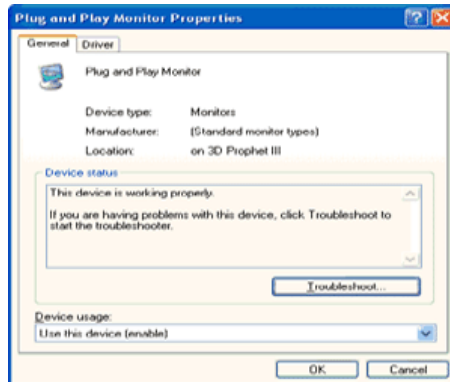 Plug and Play Monitor Properties
General Driver
Plug and Play Monitor
Device type: Monitors
Manufacturer: (Standard monitor types)
Location: on 3D Prophet III
Device status
This device is working properly.
If you are having problems with this device, click Troubleshoot to
start the troubleshooter.
Troubleshoot...
Device usage:
Use this device (enable)
OK Cancel